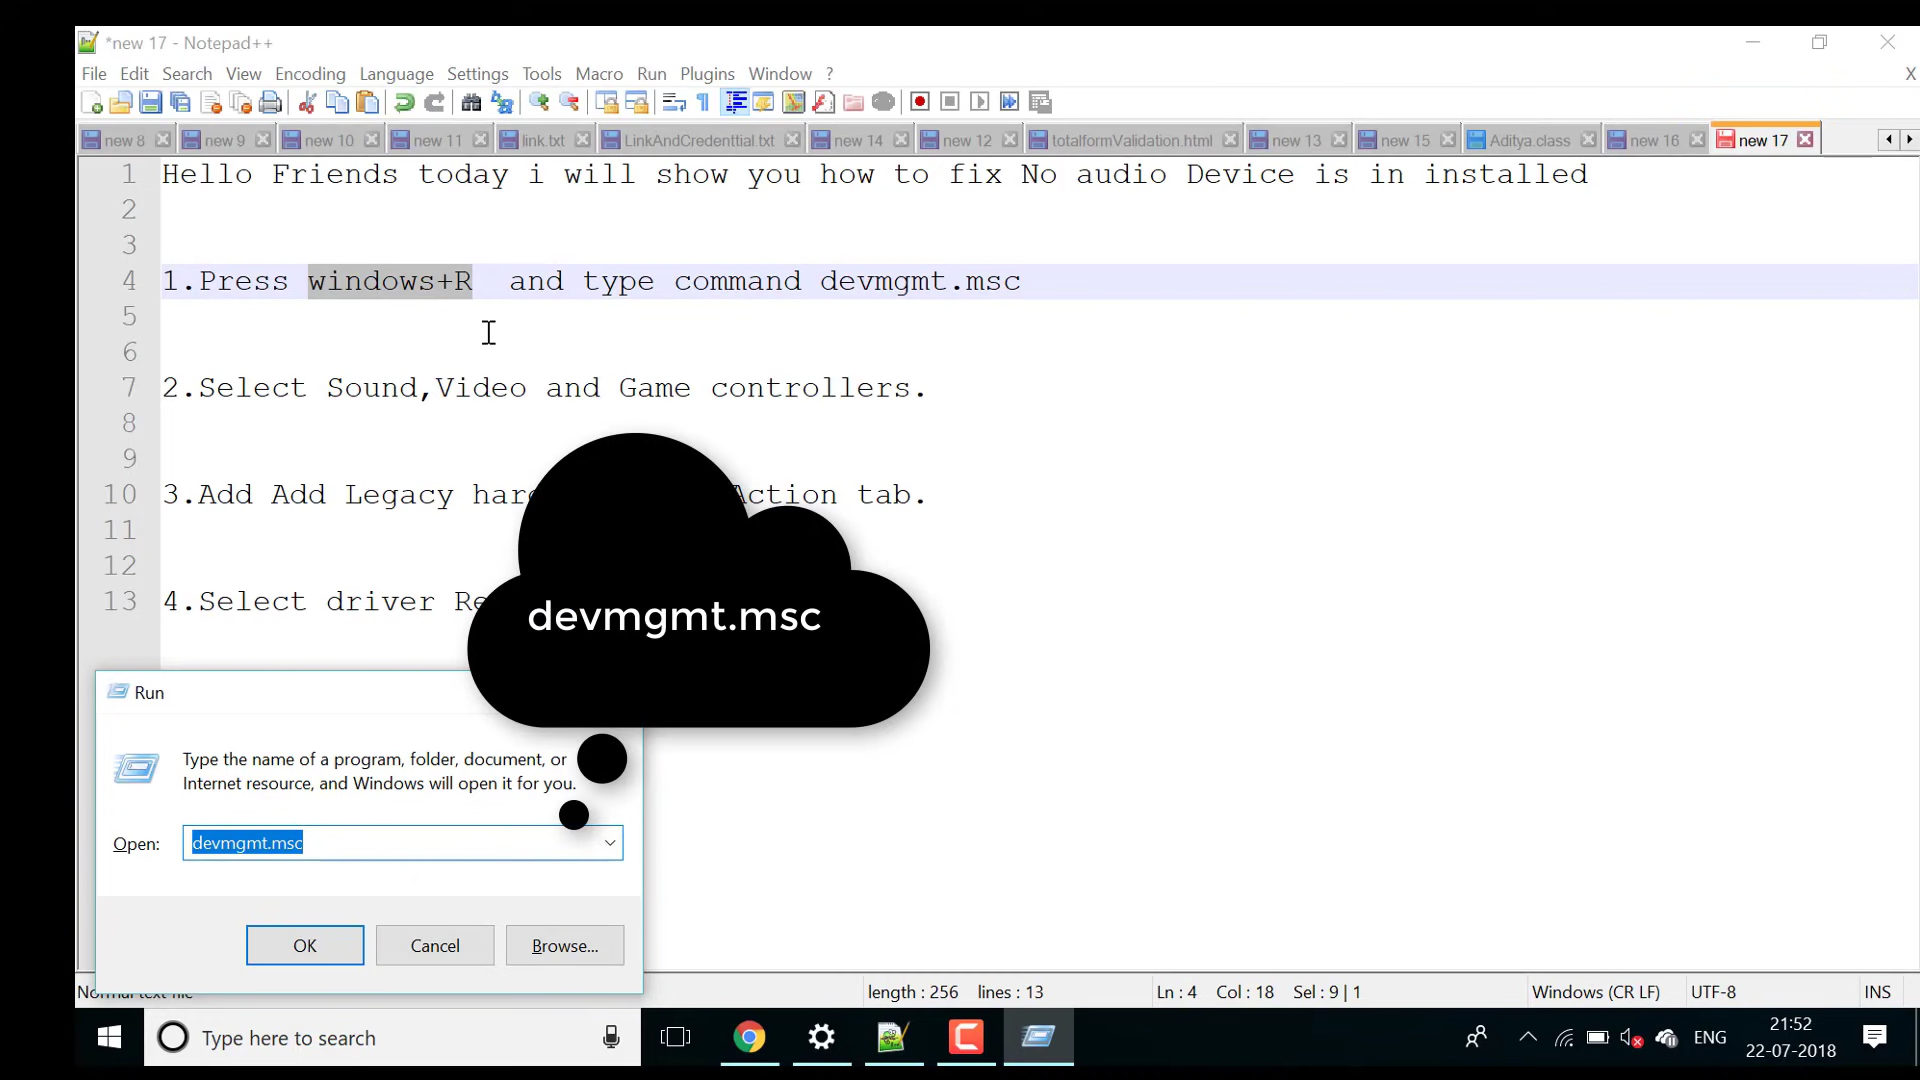 *new 17 - Notepad++
File Edit Search View Encoding Language Settings Tools Macro Run Plugins Window ? X
new 8 new 9 new 10 new 11 link.txt LinkAndCredenttial.txt new 14 new 12 totalformValidation.html new 13 new 15 Aditya.class new 16 new 17
1 Hello Friends today i will show you how to fix No audio Device is in installed
2
3
4 1.Press windows+R and type command devmgmt.msc
5
6
7 2.Select Sound,Video and Game controllers.
8
9
10 3.Add Add Legacy Action tab.
11
12
13 4.Select driver
devmgmt.msc
Run
Type the name of a program, folder, document, or
Internet resource, and Windows will open it for you.
Open: devmgmt.msc
OK Cancel Browse...
length : 256 lines : 13 Ln : 4 Col : 18 Sel : 9 | 1 Windows (CR LF) UTF-8 INS
Type here to search
ENG
21:52
22-07-2018